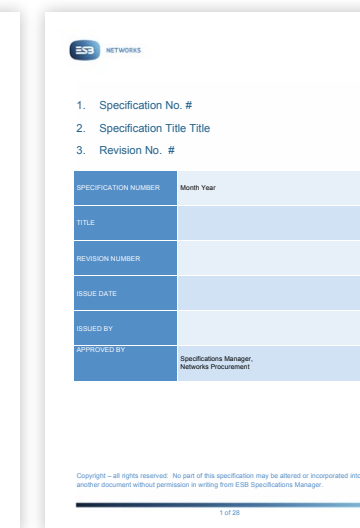 ESB NETWORKS
1. Specification No. #
2. Specification Title Title
3. Revision No. #
SPECIFICATION NUMBER Month Year
TITLE
REVISION NUMBER
ISSUE DATE
ISSUED BY
APPROVED BY
Specifications Manager,
Networks Procurement
Copyright – all rights reserved: No part of this specification may be altered or incorporated into
another document without permission in writing from ESB Specifications Manager.
1 of 28